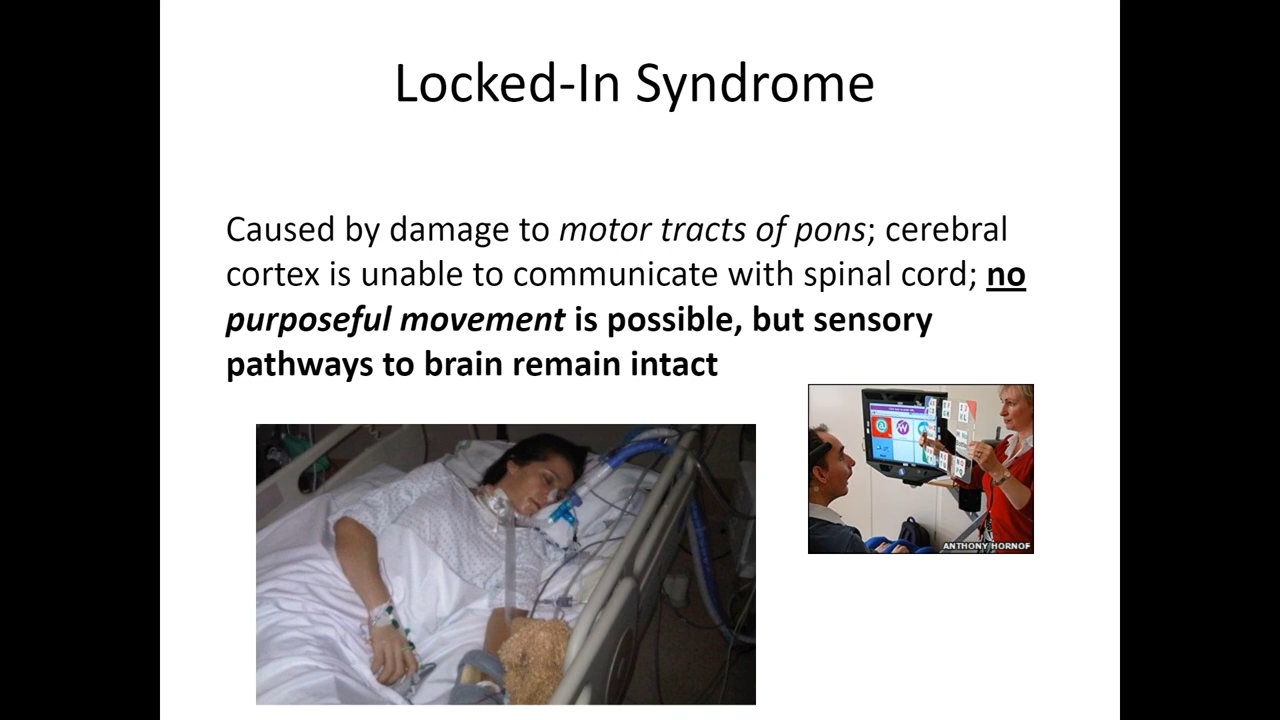 Locked-In Syndrome
Caused by damage to motor tracts of pons; cerebral
cortex is unable to communicate with spinal cord; no
purposeful movement is possible, but sensory
pathways to brain remain intact
ANTHONY HORNOF